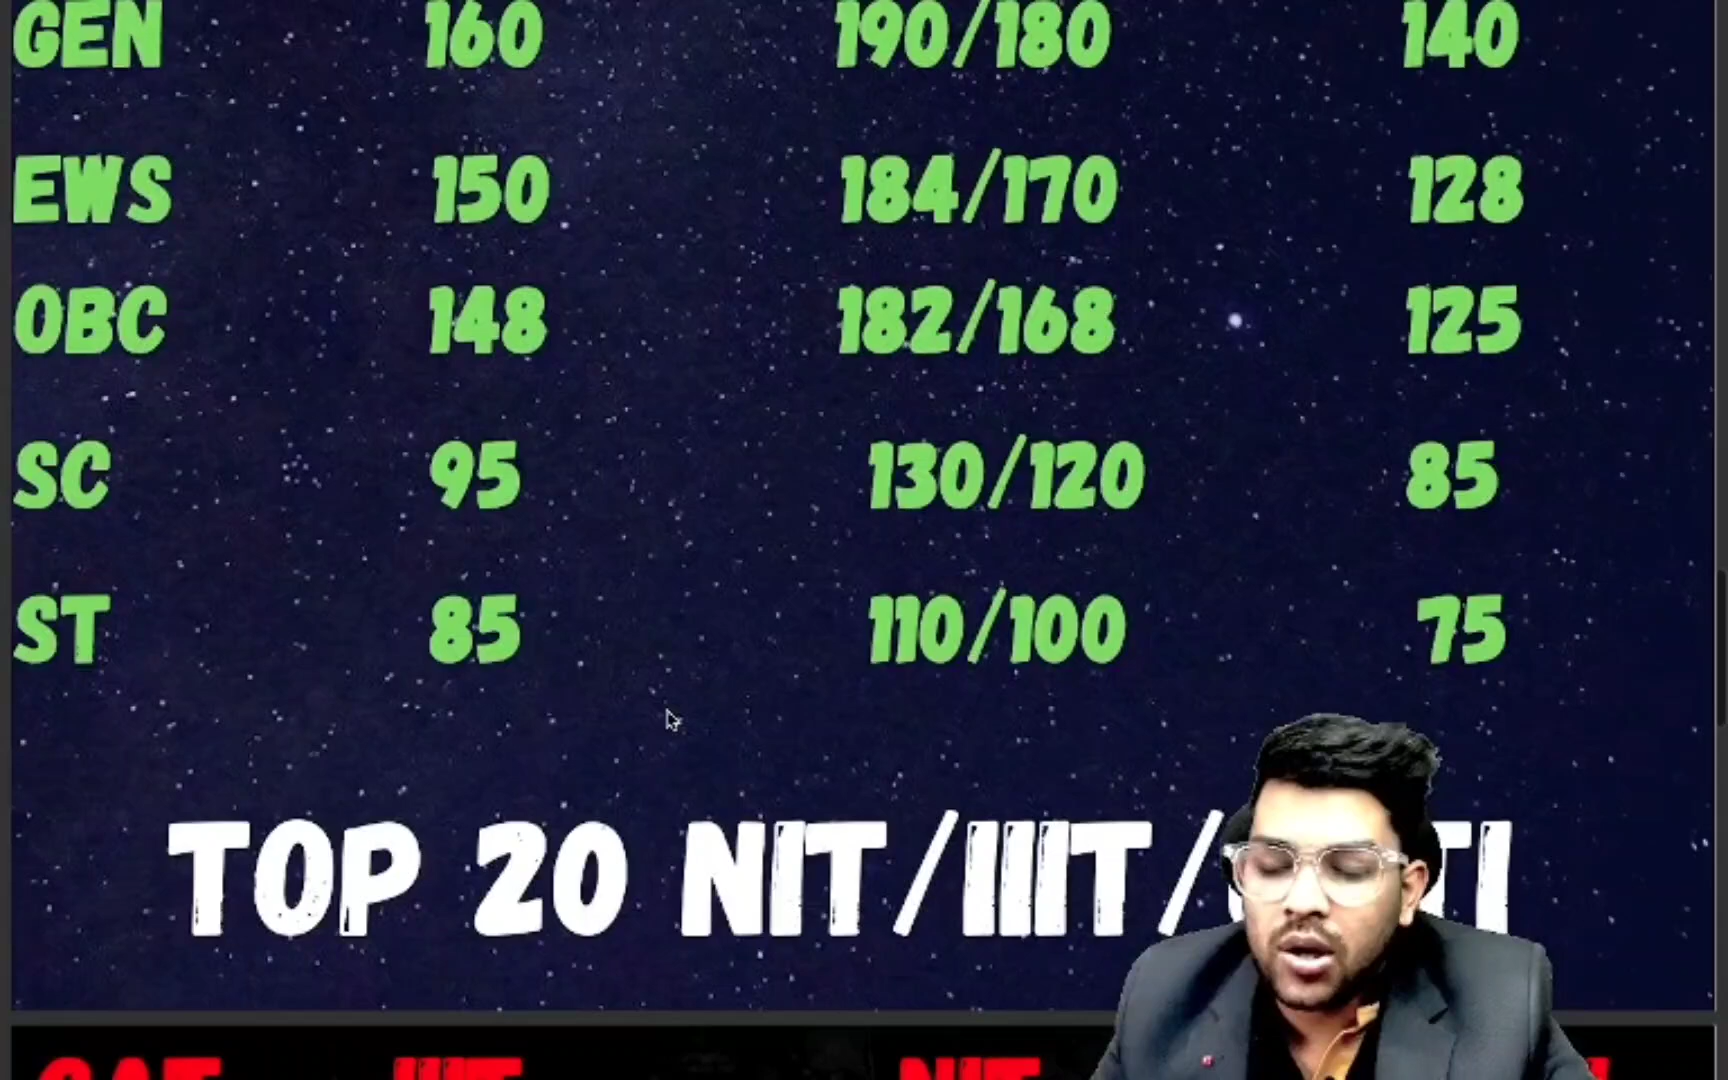 GEN 160 190/180 140
EWS 150 184/170 128
OBC 148 182/168 125
SC 95 130/120 85
ST 85 110/100 75
TOP 20 NIT/IIIT/